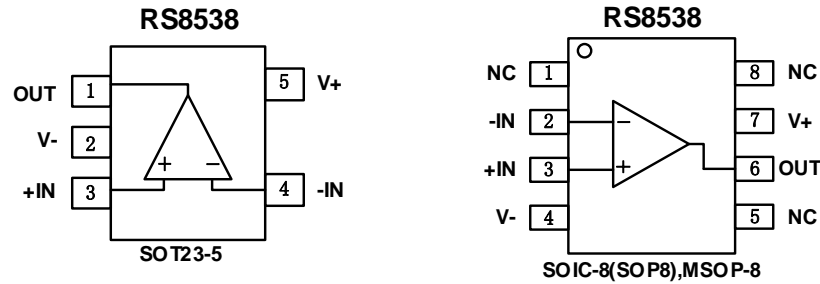 RS8538
OUT 1
5 V+
V- 2
+IN 3
4 -IN
+ −
SOT23-5
RS8538
NC 1
8 NC
-IN 2
−
7 V+
+IN 3
+
6 OUT
V- 4
5 NC
SOIC-8(SOP8),MSOP-8